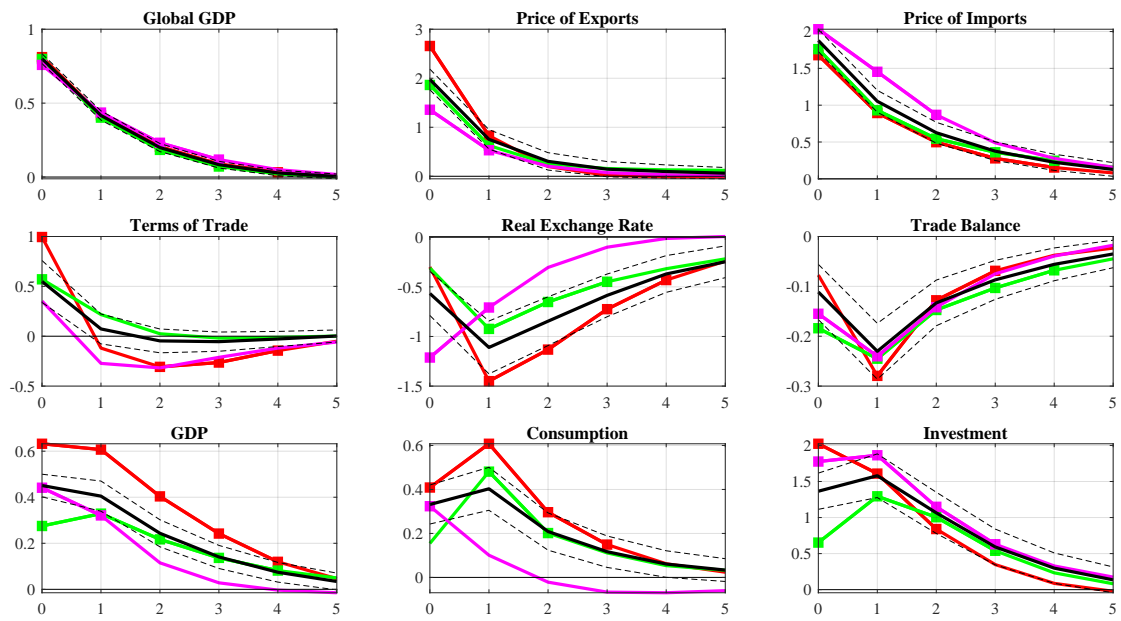 Global GDP
1
0.5
0
0 1 2 3 4 5
Price of Exports
3
2
1
0
0 1 2 3 4 5
Price of Imports
2
1.5
1
0.5
0
0 1 2 3 4 5
Terms of Trade
1
0.5
0
-0.5
0 1 2 3 4 5
Real Exchange Rate
0
-0.5
-1
-1.5
0 1 2 3 4 5
Trade Balance
0
-0.1
-0.2
-0.3
0 1 2 3 4 5
GDP
0.6
0.4
0.2
0
0 1 2 3 4 5
Consumption
0.6
0.4
0.2
0
0 1 2 3 4 5
Investment
2
1.5
1
0.5
0
0 1 2 3 4 5